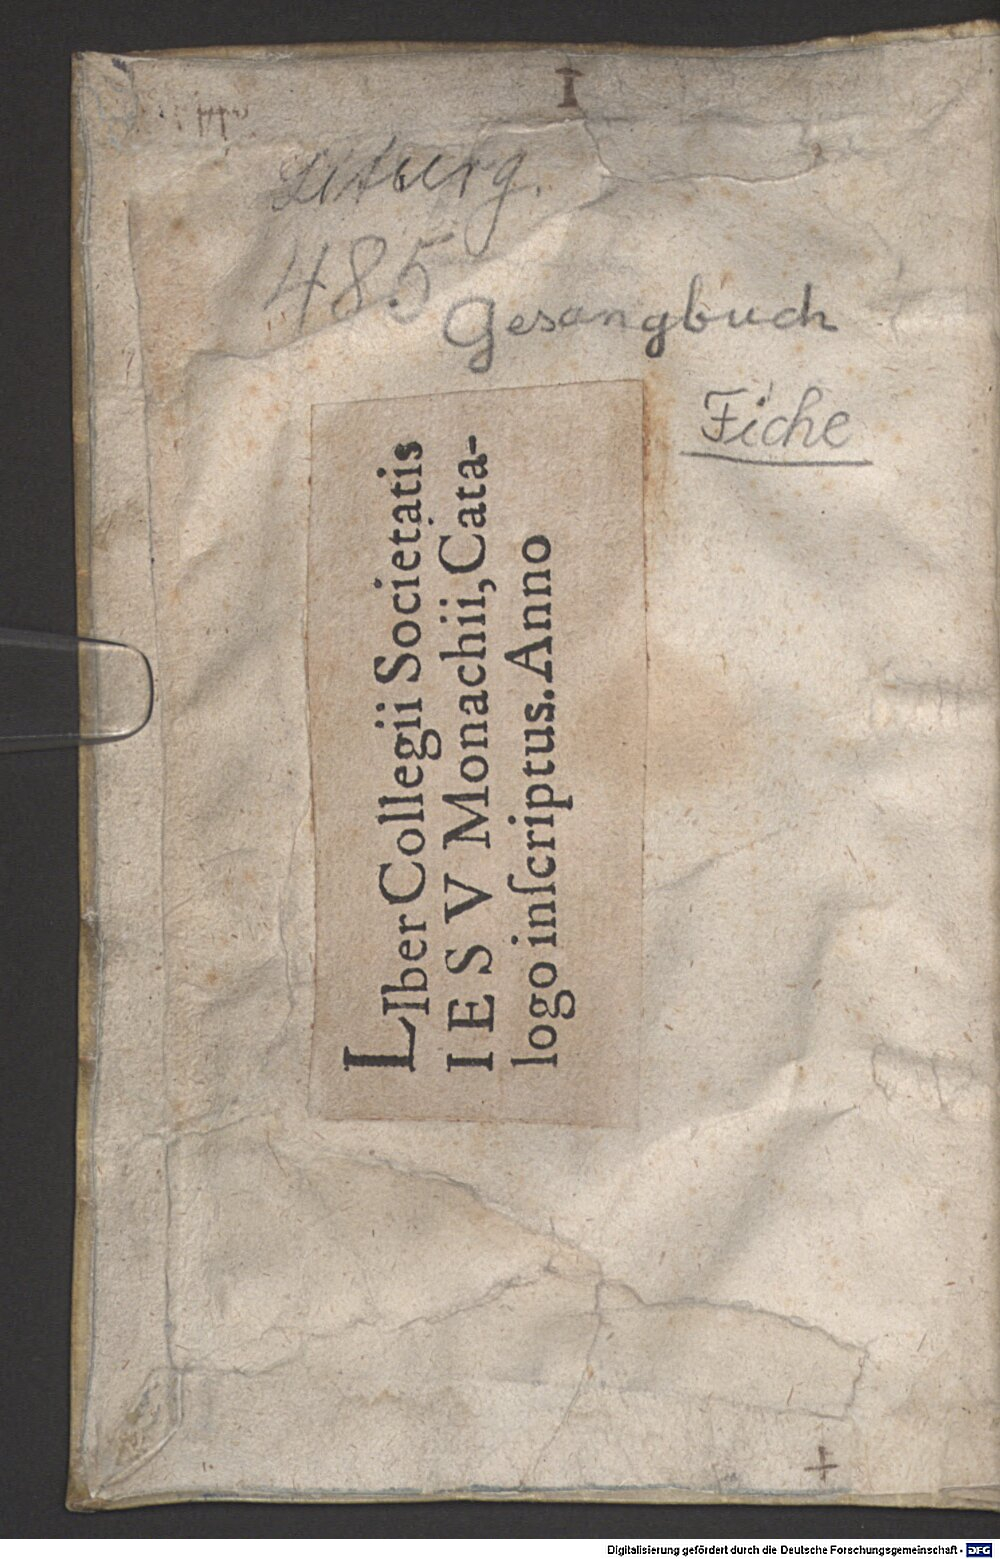 I
Liturg.
485
Gesangbuch
Fiche
LIber Collegii Societatis
IESV Monachii, Cata-
logo inſcriptus. Anno
+
Digitalisierung gefördert durch die Deutsche Forschungsgemeinschaft - DFG